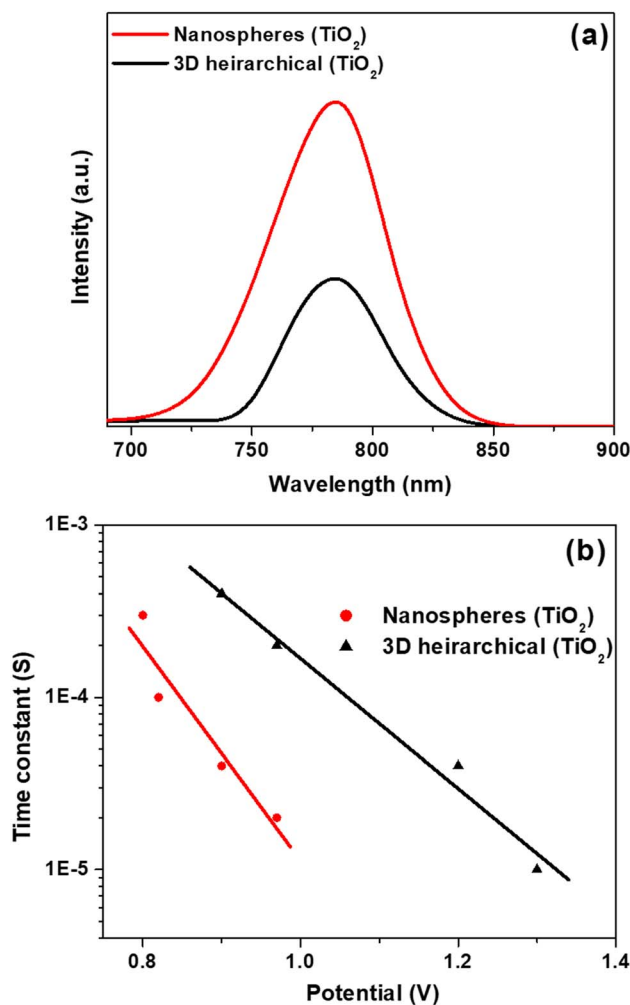 Nanospheres (TiO₂)
3D heirarchical (TiO₂)
(a)
Intensity (a.u.)
700 750 800 850 900
Wavelength (nm)
1E-3
(b)
Nanospheres (TiO₂)
3D heirarchical (TiO₂)
Time constant (S)
1E-4
1E-5
0.8 1.0 1.2 1.4
Potential (V)